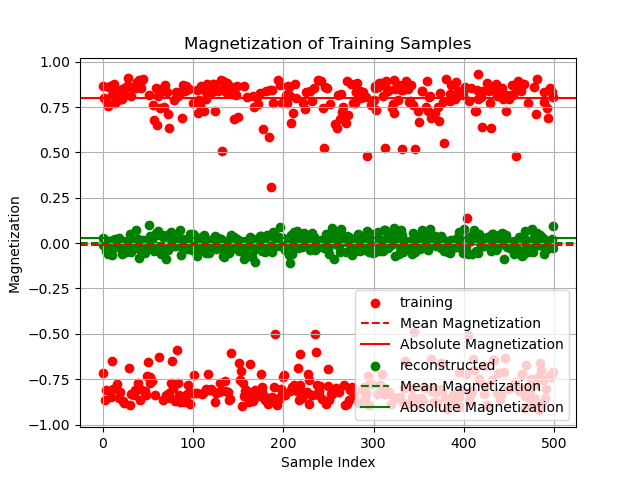 Magnetization of Training Samples
Magnetization
1.00
0.75
0.50
0.25
0.00
−0.25
−0.50
−0.75
−1.00
training
Mean Magnetization
Absolute Magnetization
reconstructed
Mean Magnetization
Absolute Magnetization
0 100 200 300 400 500
Sample Index